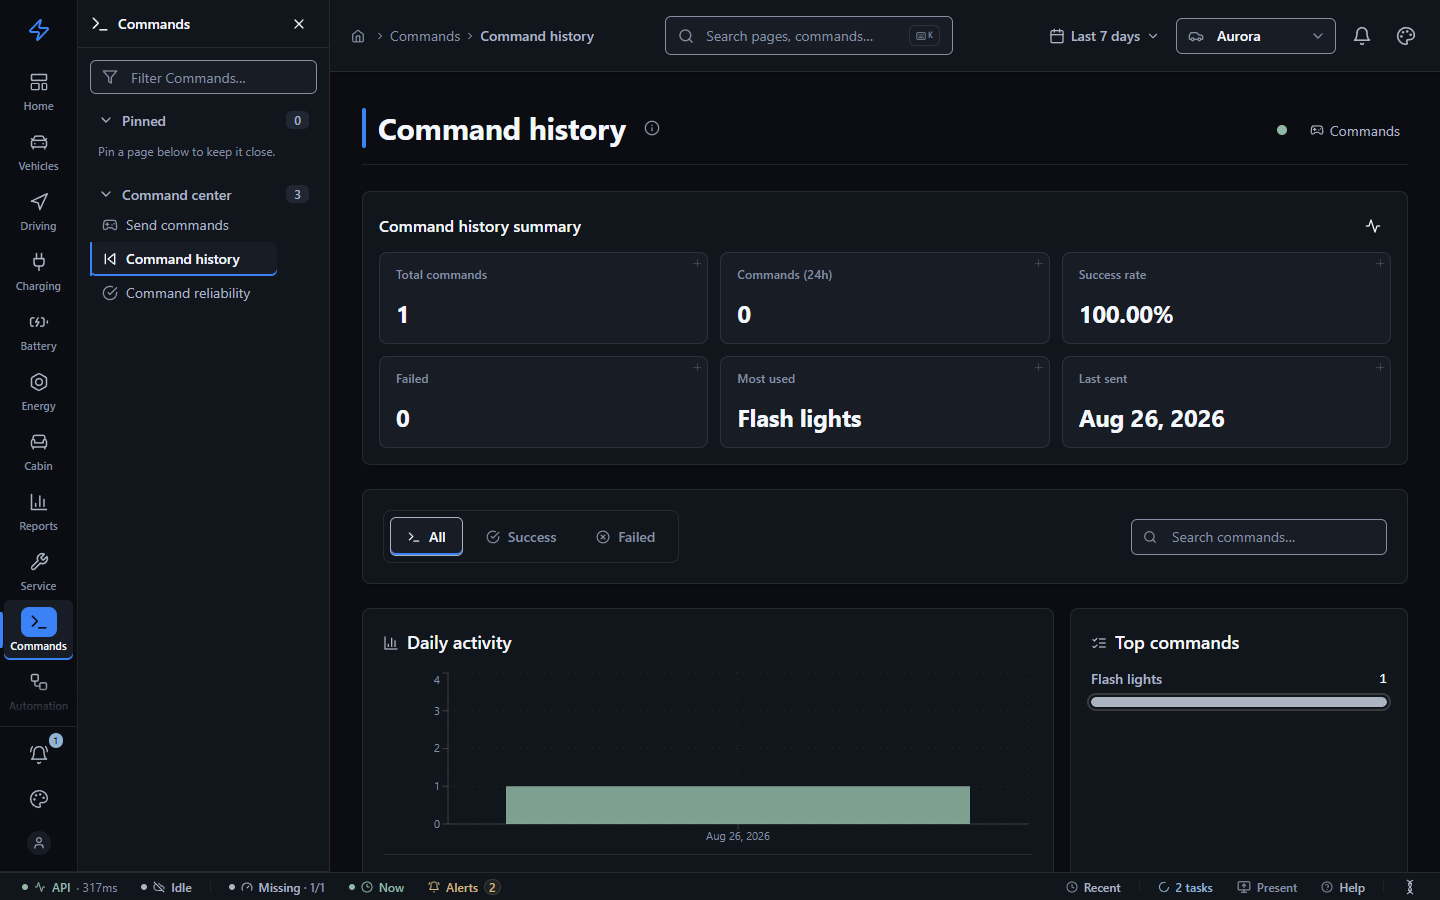 Home
Vehicles
Driving
Charging
Battery
Energy
Cabin
Reports
Service
Commands
Automation
1
Commands
Filter Commands...
Pinned 0
Pin a page below to keep it close.
Command center 3
Send commands
Command history
Command reliability
Commands Command history
Search pages, commands... K
Last 7 days
Aurora
Command history
Commands
Command history summary
Total commands
1
Commands (24h)
0
Success rate
100.00%
Failed
0
Most used
Flash lights
Last sent
Aug 26, 2026
All Success Failed
Search commands...
Daily activity
4
3
2
1
0
Aug 26, 2026
Top commands
Flash lights 1
API · 317ms Idle Missing · 1/1 Now Alerts 2 Recent 2 tasks Present Help